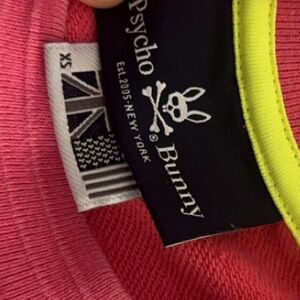 XS
Psycho
Bunny
®
Est.2005-NEW YORK